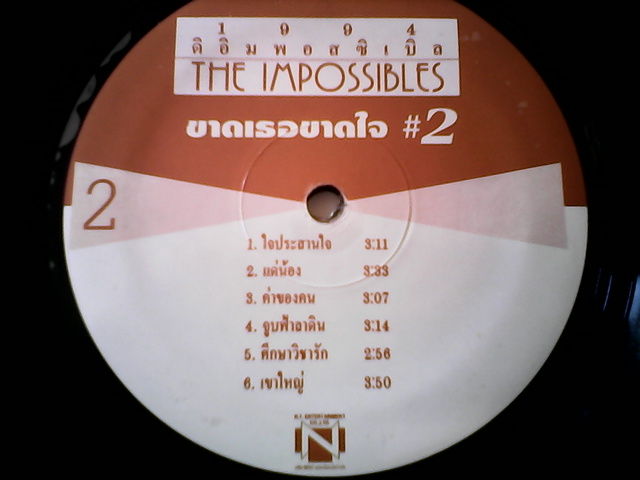 1 9 9 4
ดิ อิ ม พ อ ส ซิ เ บิ ล
THE IMPOSSIBLES
ขาดเธอขาดใจ #2
2
1. ใจประสานใจ 3:11
2. แด่น้อง 3:33
3. ค่าของคน 3:07
4. จูบฟ้าลาดิน 3:14
5. ศึกษาวิชารัก 2:56
6. เขาใหญ่ 3:50
N